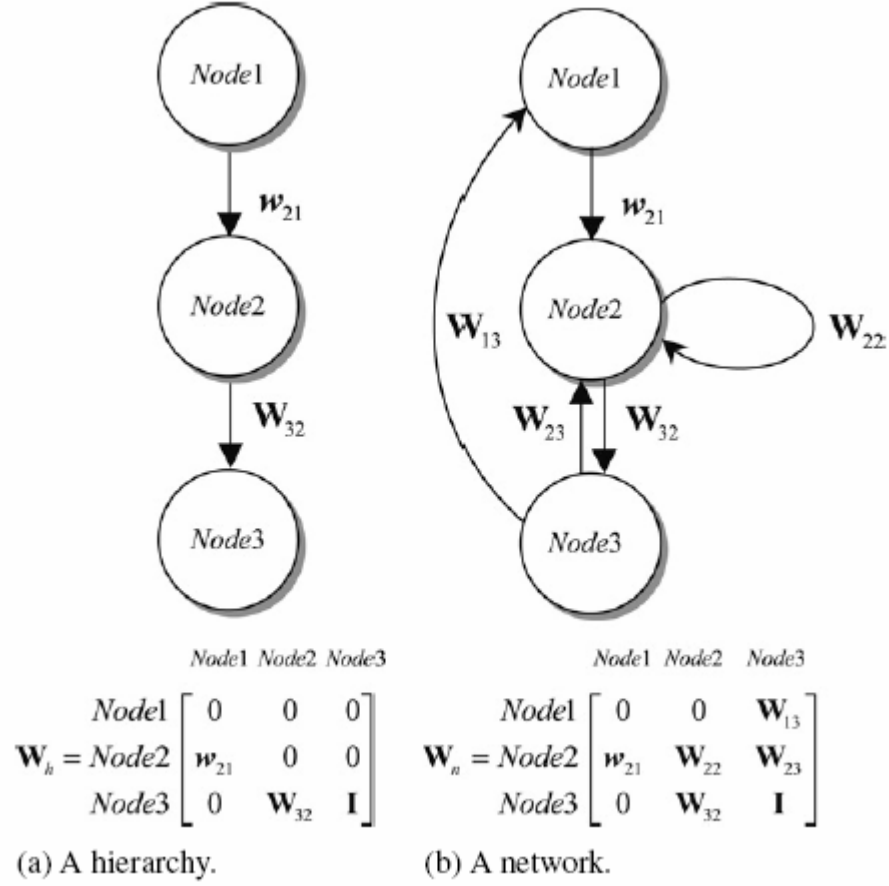 Node1
w21
Node2
W32
Node3
Node1
w21
Node2
W13
W22
W23
W32
Node3
Node1 Node2 Node3
Node1 0 0 0
Wh = Node2 w21 0 0
Node3 0 W32 I
(a) A hierarchy.
Node1 Node2 Node3
Node1 0 0 W13
Wn = Node2 w21 W22 W23
Node3 0 W32 I
(b) A network.